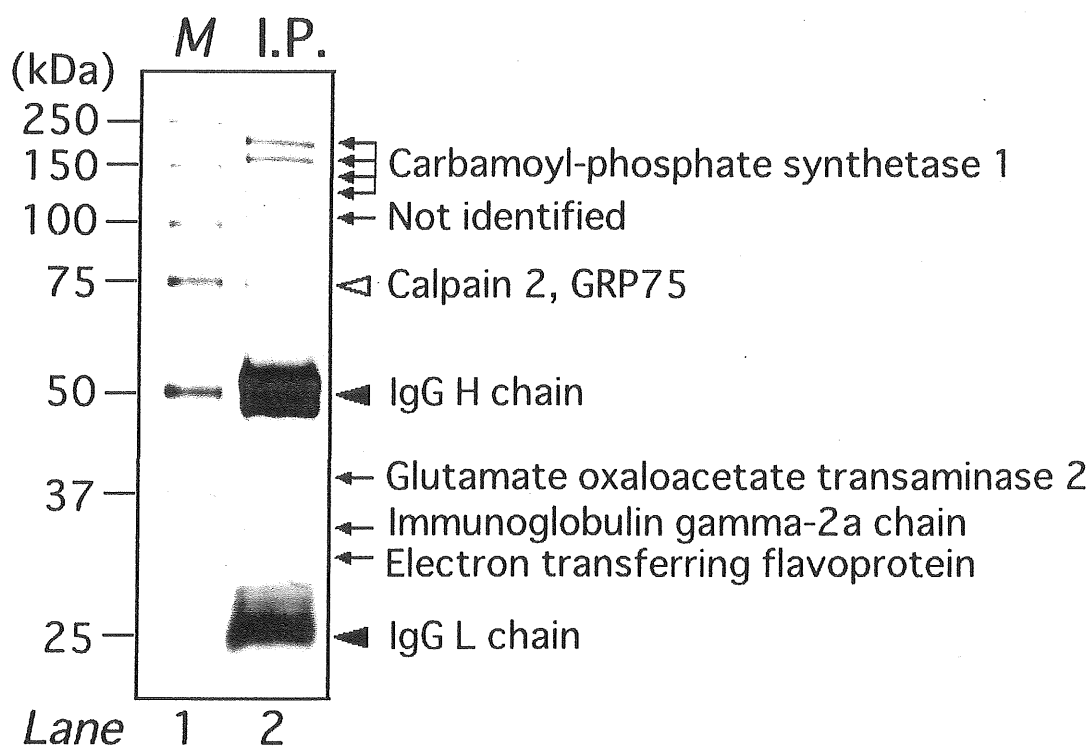 M I.P.
(kDa)
250
150
Carbamoyl-phosphate synthetase 1
100
Not identified
75
Calpain 2, GRP75
50
IgG H chain
37
Glutamate oxaloacetate transaminase 2
Immunoglobulin gamma-2a chain
Electron transferring flavoprotein
25
IgG L chain
Lane 1 2